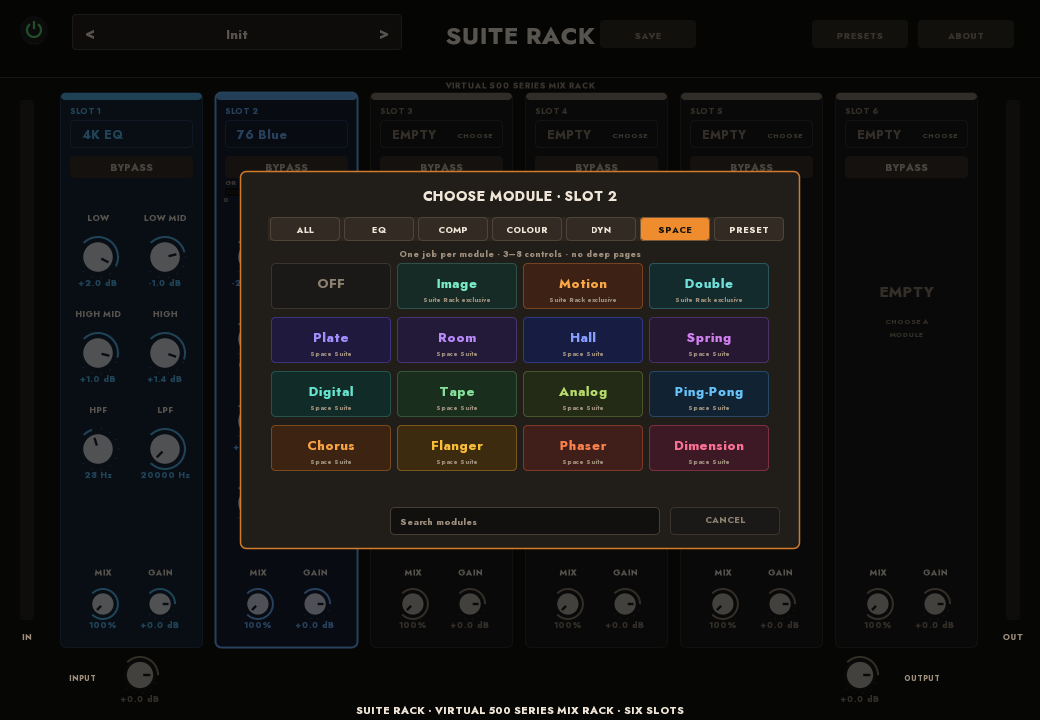 < Init >
SUITE RACK
SAVE
PRESETS
ABOUT
VIRTUAL 500 SERIES MIX RACK
SLOT 1
SLOT 2
SLOT 3
SLOT 4
SLOT 5
SLOT 6
4K EQ
76 Blue
EMPTY CHOOSE
EMPTY CHOOSE
EMPTY CHOOSE
EMPTY CHOOSE
BYPASS
BYPASS
BYPASS
BYPASS
BYPASS
BYPASS
GR
CHOOSE MODULE · SLOT 2
ALL
EQ
COMP
COLOUR
DYN
SPACE
PRESET
One job per module · 3–8 controls · no deep pages
OFF
Image
Suite Rack exclusive
Motion
Suite Rack exclusive
Double
Suite Rack exclusive
Plate
Space Suite
Room
Space Suite
Hall
Space Suite
Spring
Space Suite
Digital
Space Suite
Tape
Space Suite
Analog
Space Suite
Ping-Pong
Space Suite
Chorus
Space Suite
Flanger
Space Suite
Phaser
Space Suite
Dimension
Space Suite
Search modules
CANCEL
LOW
LOW MID
+2.0 dB
-1.0 dB
HIGH MID
HIGH
+1.0 dB
+1.4 dB
HPF
LPF
28 Hz
20000 Hz
EMPTY
CHOOSE A
MODULE
MIX GAIN
MIX GAIN
MIX GAIN
MIX GAIN
MIX GAIN
MIX GAIN
100% +0.0 dB
100% +0.0 dB
100% +0.0 dB
100% +0.0 dB
100% +0.0 dB
100% +0.0 dB
IN
OUT
INPUT
+0.0 dB
OUTPUT
+0.0 dB
SUITE RACK · VIRTUAL 500 SERIES MIX RACK · SIX SLOTS